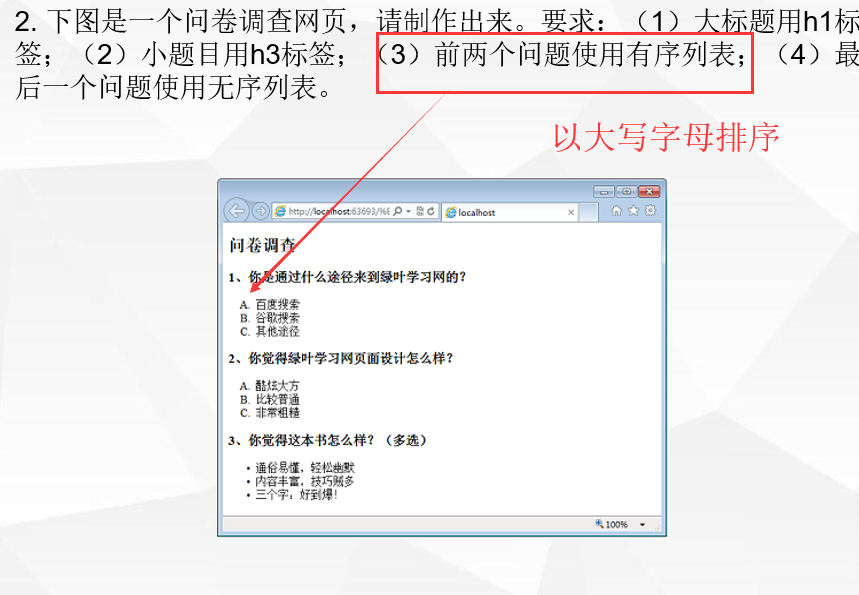 2. 下图是一个问卷调查网页，请制作出来。要求：（1）大标题用h1标
签；（2）小题目用h3标签；（3）前两个问题使用有序列表；（4）最
后一个问题使用无序列表。
以大写字母排序
http://localhost:63693/%E
localhost
问卷调查
1、你是通过什么途径来到绿叶学习网的？
A. 百度搜索
B. 谷歌搜索
C. 其他途径
2、你觉得绿叶学习网页面设计怎么样？
A. 酷炫大方
B. 比较普通
C. 非常粗糙
3、你觉得这本书怎么样？（多选）
• 通俗易懂，轻松幽默
• 内容丰富，技巧贼多
• 三个字：好到爆！
100%